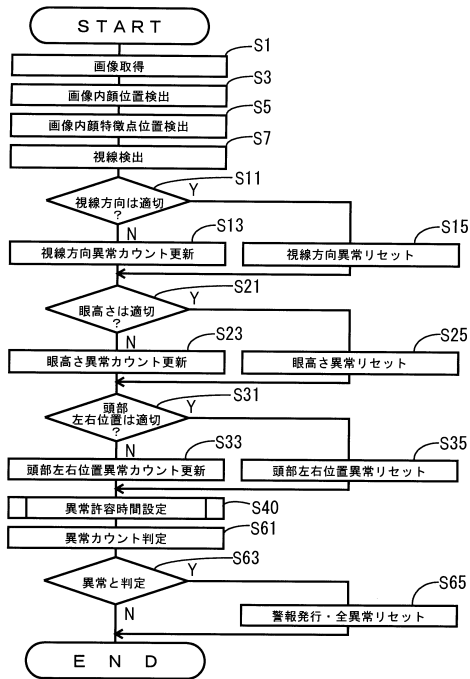 START
S1
画像取得
S3
画像内顔位置検出
S5
画像内顔特徴点位置検出
S7
視線検出
S11
視線方向は適切
?
Y
N
S13
視線方向異常カウント更新
S15
視線方向異常リセット
S21
眼高さは適切
?
Y
N
S23
眼高さ異常カウント更新
S25
眼高さ異常リセット
S31
頭部
左右位置は適切
?
Y
N
S33
頭部左右位置異常カウント更新
S35
頭部左右位置異常リセット
異常許容時間設定
S40
S61
異常カウント判定
S63
異常と判定
Y
N
S65
警報発行・全異常リセット
END